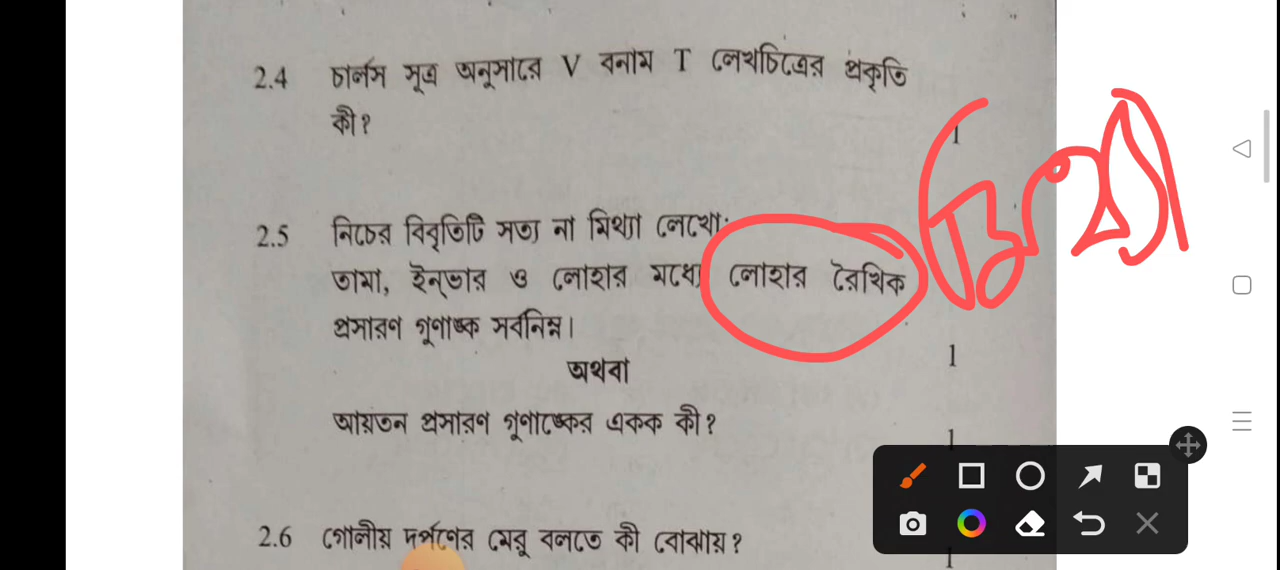 2.4 চার্লস সূত্র অনুসারে V বনাম T লেখচিত্রের প্রকৃতি
কী? 1
2.5 নিচের বিবৃতিটি সত্য না মিথ্যা লেখো:
তামা, ইন্‌ভার ও লোহার মধ্যে লোহার রৈখিক
প্রসারণ গুণাঙ্ক সর্বনিম্ন। 1
মিথ্যা
অথবা
আয়তন প্রসারণ গুণাঙ্কের একক কী? 1
2.6 গোলীয় দর্পণের মেরু বলতে কী বোঝায়? 1